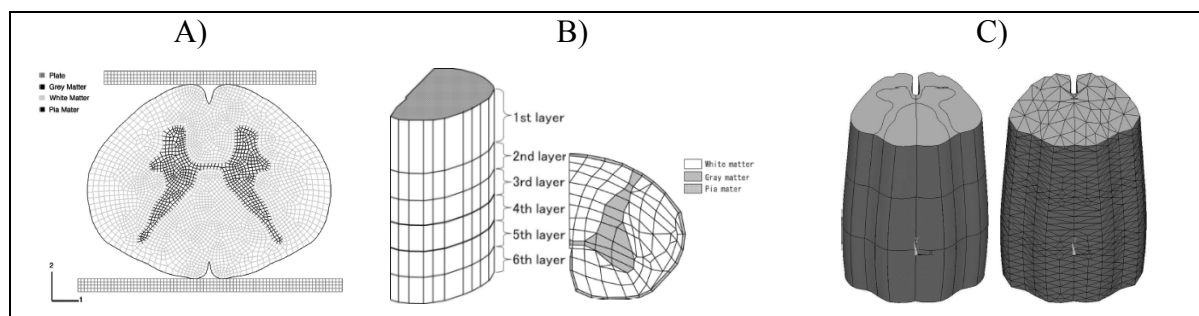 A)
B)
C)
Plate
Grey Matter
White Matter
Pia Mater
2
1
1st layer
2nd layer
3rd layer
4th layer
5th layer
6th layer
White matter
Gray matter
Pia mater